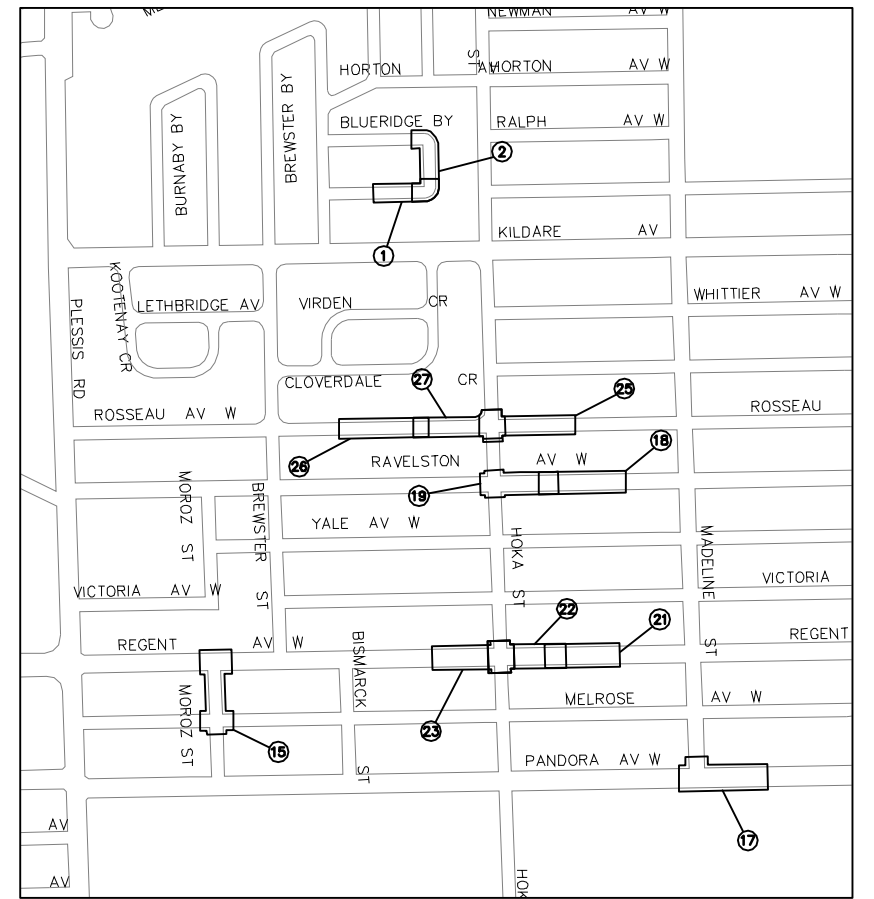 NEWMAN AV W
HORTON AV
HORTON AV W
BLUERIDGE BY
RALPH AV W
BURNABY BY
BREWSTER BY
ST
2
1
KILDARE AV
KOOTENAY CR
LETHBRIDGE AV
VIRDEN CR
WHITTIER AV W
PLESSIS RD
CLOVERDALE CR
27
25
ROSSEAU AV W
ROSSEAU
26
RAVELSTON AV W
18
19
MOROZ ST
BREWSTER ST
YALE AV W
HOKA ST
MADELINE ST
VICTORIA AV W
VICTORIA
22
21
REGENT AV W
REGENT
BISMARCK ST
MELROSE AV W
MOROZ ST
23
15
PANDORA AV W
17
AV
AV
HOK